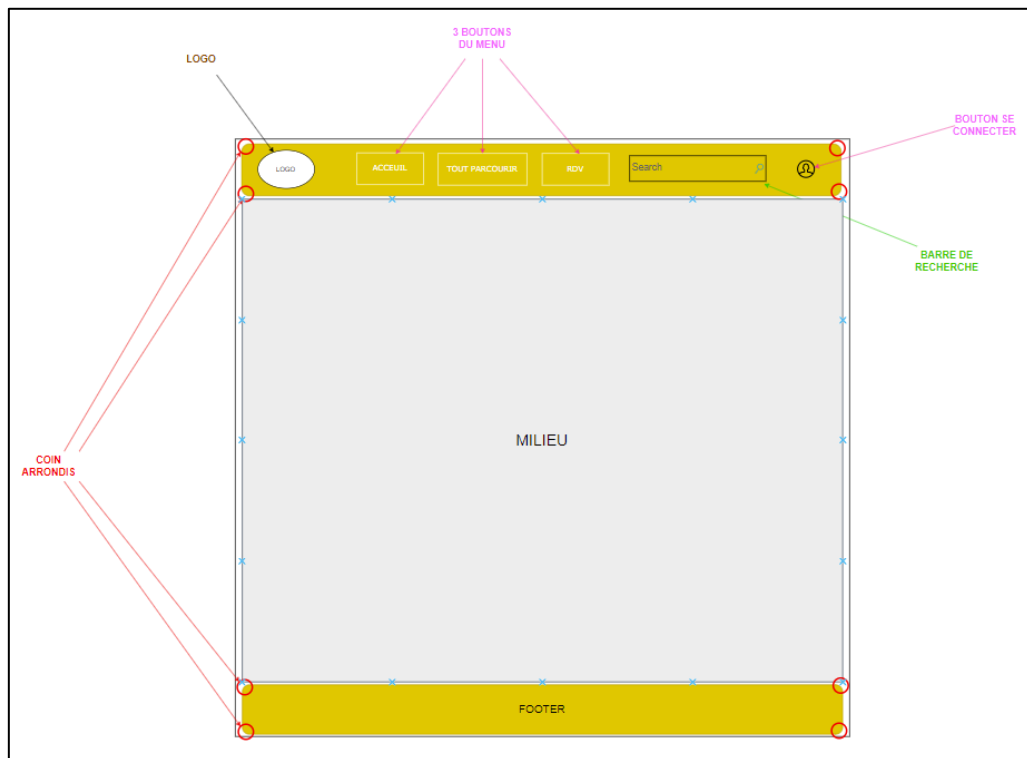 3 BOUTONS
DU MENU
LOGO
BOUTON SE
CONNECTER
LOGO
ACCEUIL
TOUT PARCOURIR
RDV
Search
BARRE DE
RECHERCHE
MILIEU
COIN
ARRONDIS
FOOTER